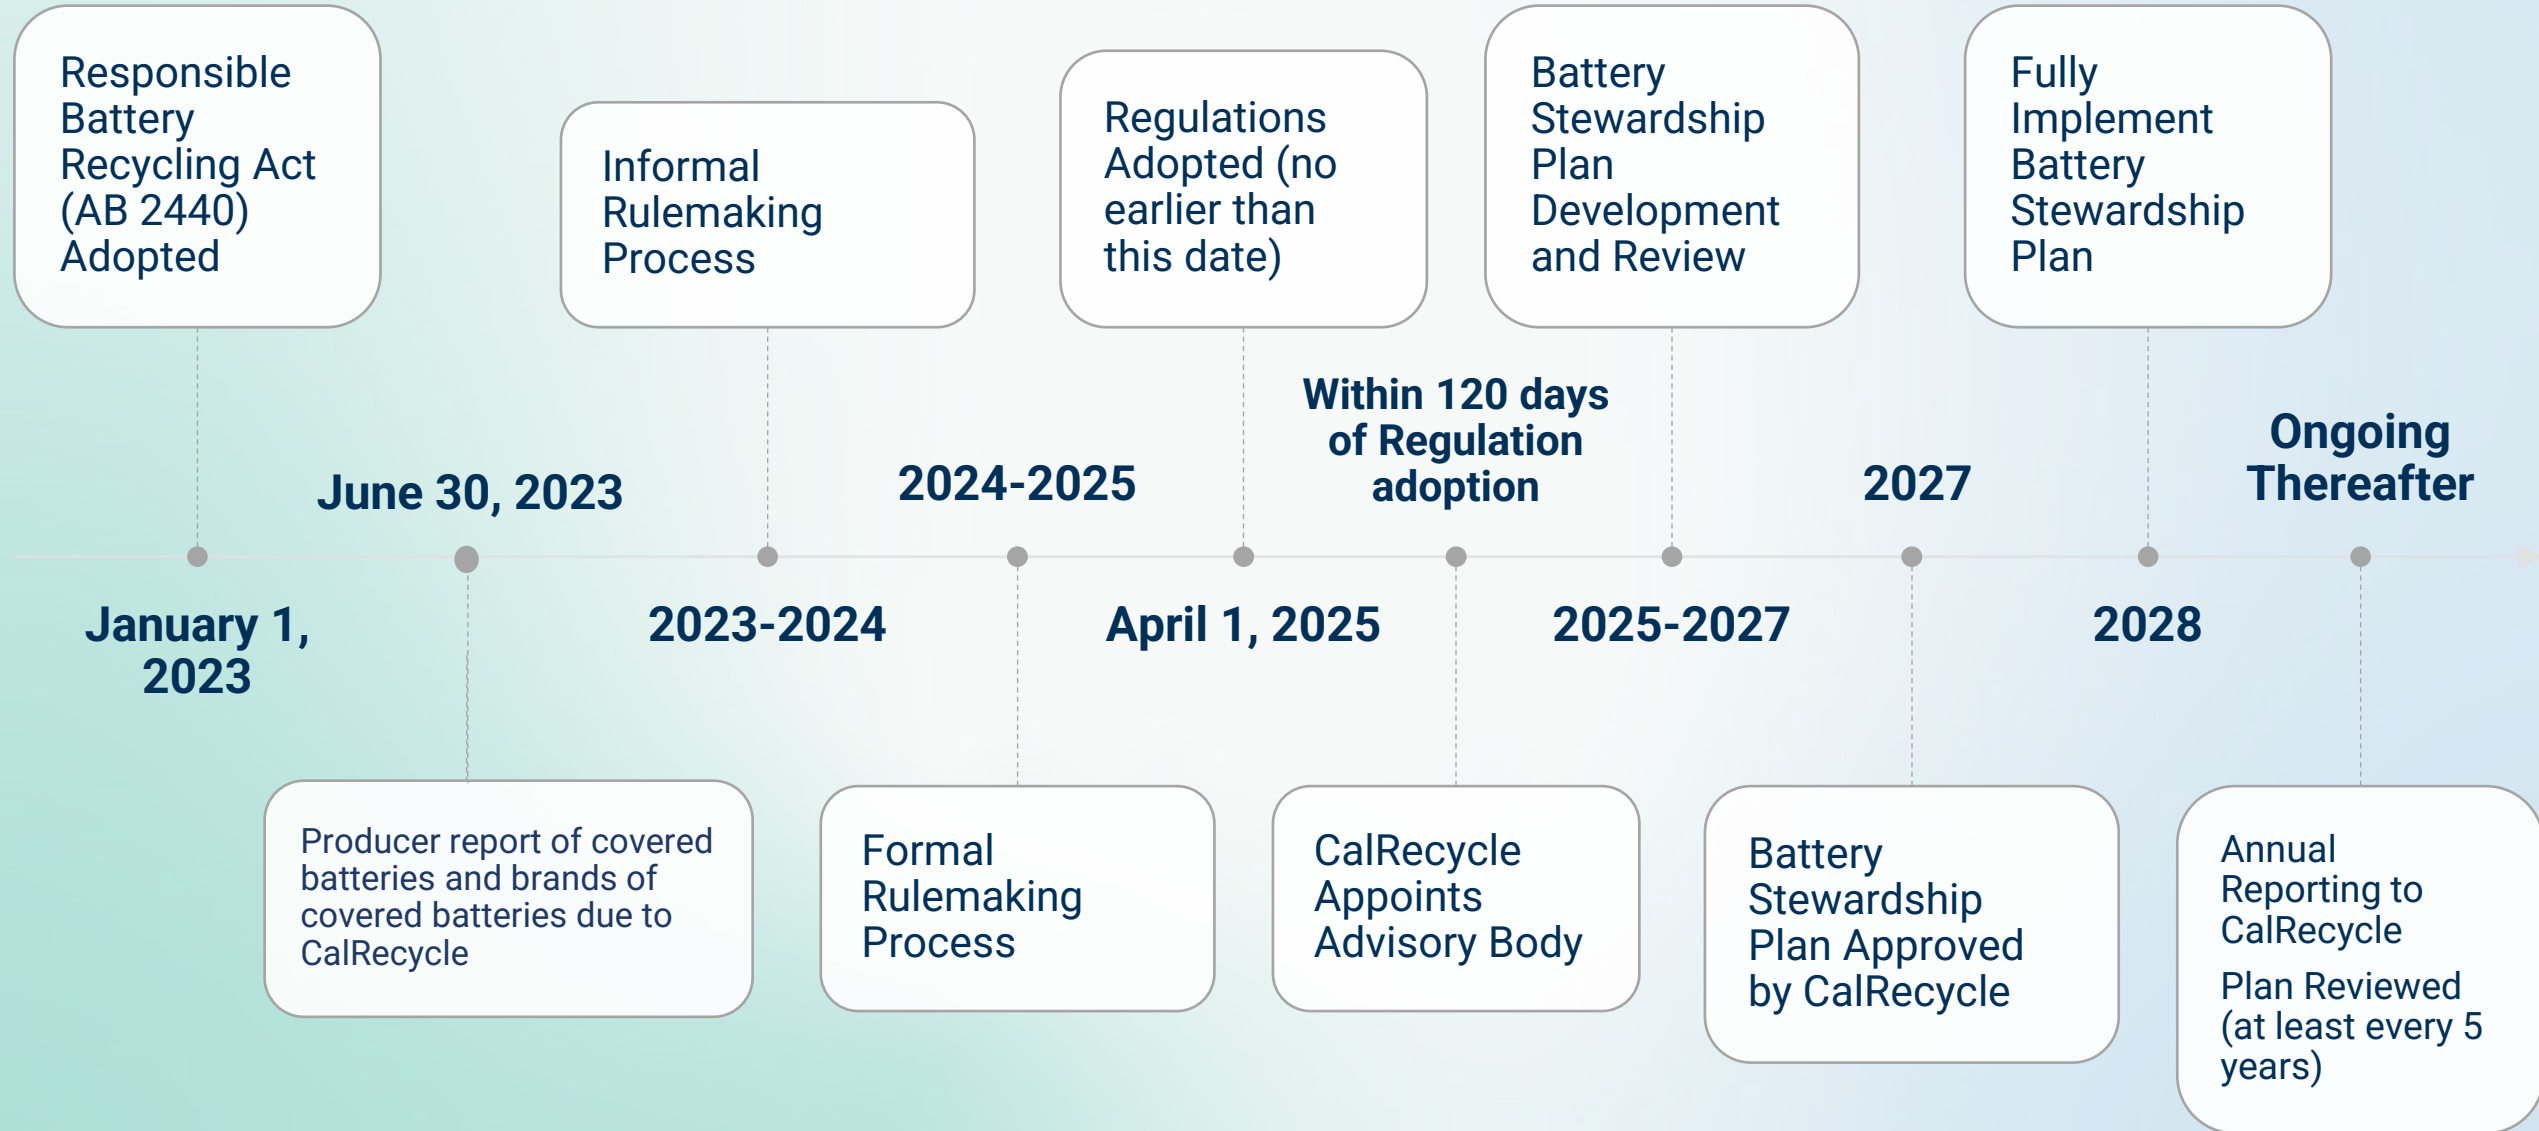 Responsible
Battery
Recycling Act
(AB 2440)
Adopted
Informal
Rulemaking
Process
Regulations
Adopted (no
earlier than
this date)
Battery
Stewardship
Plan
Development
and Review
Fully
Implement
Battery
Stewardship
Plan
June 30, 2023
2024-2025
Within 120 days
of Regulation
adoption
2027
Ongoing
Thereafter
January 1,
2023
2023-2024
April 1, 2025
2025-2027
2028
Producer report of covered
batteries and brands of
covered batteries due to
CalRecycle
Formal
Rulemaking
Process
CalRecycle
Appoints
Advisory Body
Battery
Stewardship
Plan Approved
by CalRecycle
Annual
Reporting to
CalRecycle
Plan Reviewed
(at least every 5
years)